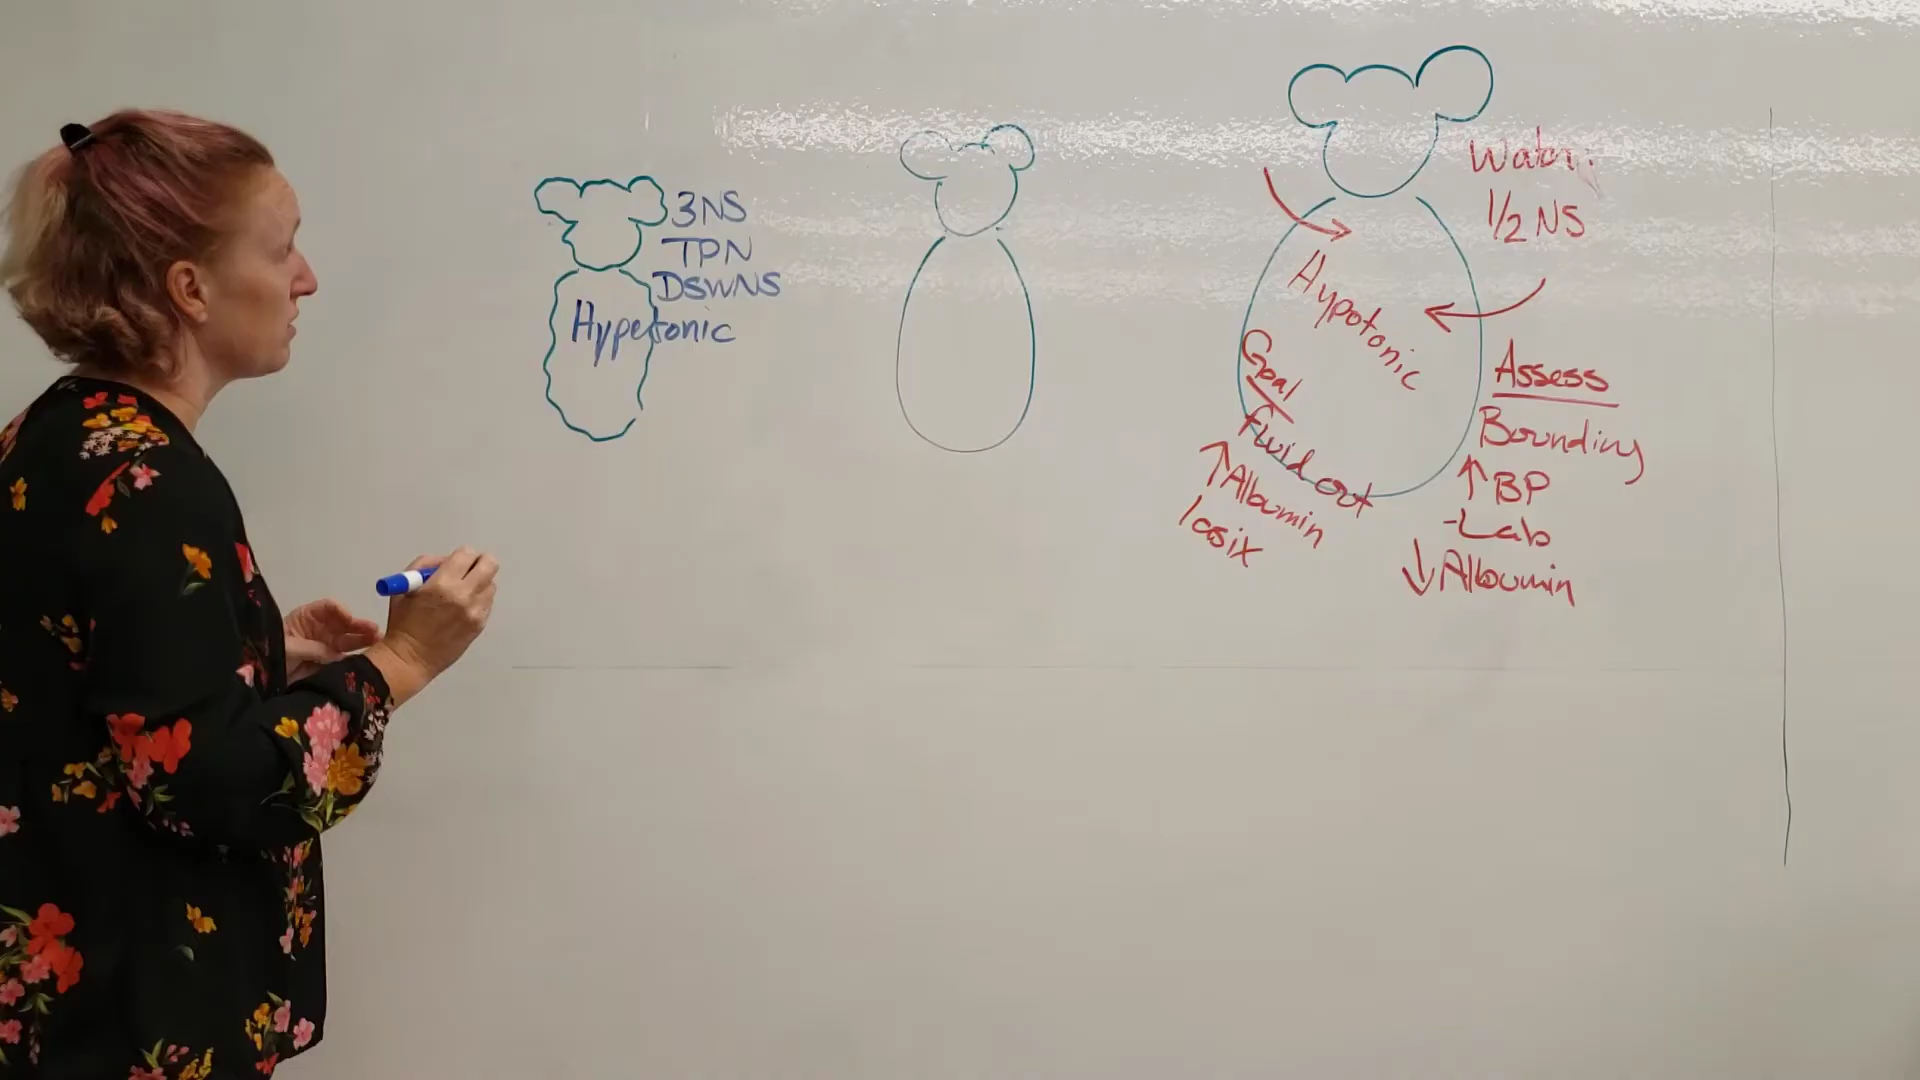 3NS
TPN
D5WNS
Hypertonic
Water
1/2 NS
Hypotonic
Goal
fluid out
↑Albumin
lasix
Assess
Bounding
↑BP
-Lab
↓Albumin